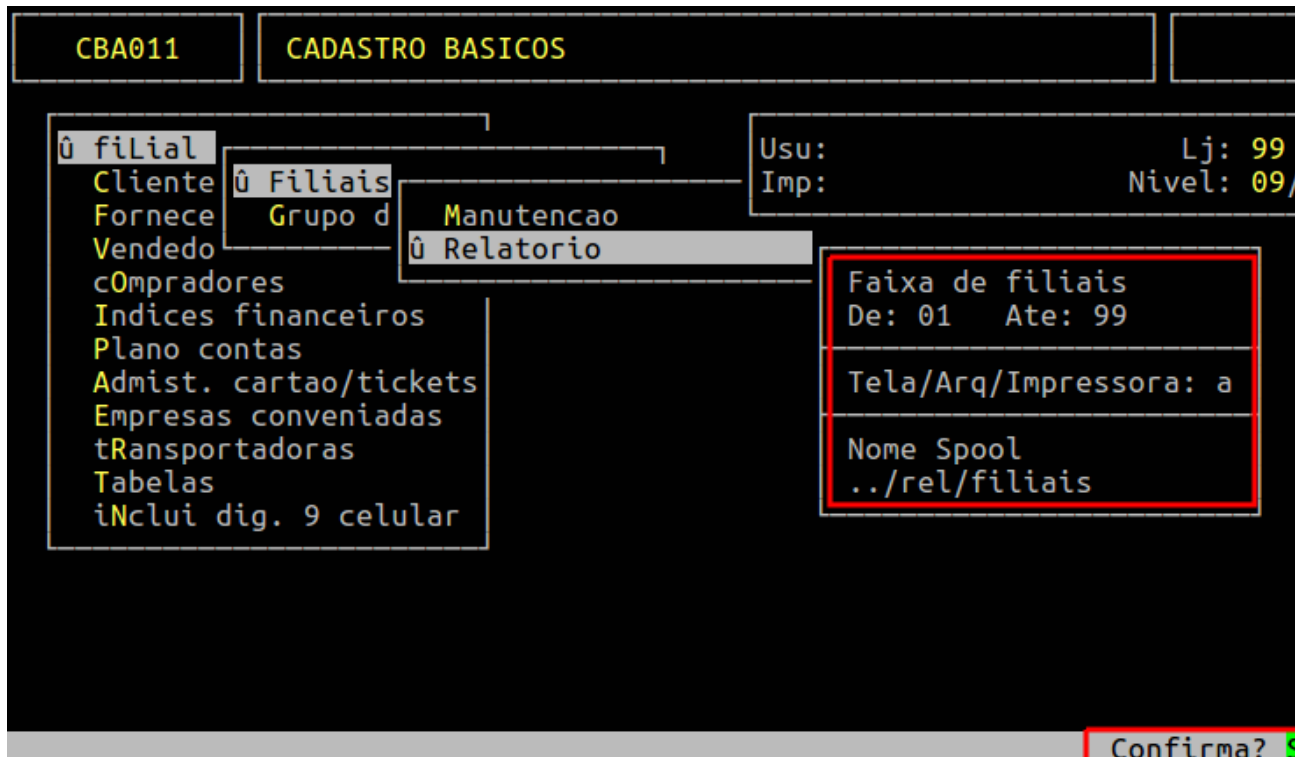 CBA011
CADASTRO BASICOS
Usu: Lj: 99
Imp: Nivel: 09/
û fiLial
Cliente
Fornece
Vendedo
cOmpradores
Indices financeiros
Plano contas
Admist. cartao/tickets
Empresas conveniadas
tRansportadoras
Tabelas
iNclui dig. 9 celular
û Filiais
Grupo d
Manutencao
û Relatorio
Faixa de filiais
De: 01 Ate: 99
Tela/Arq/Impressora: a
Nome Spool
../rel/filiais
Confirma? S